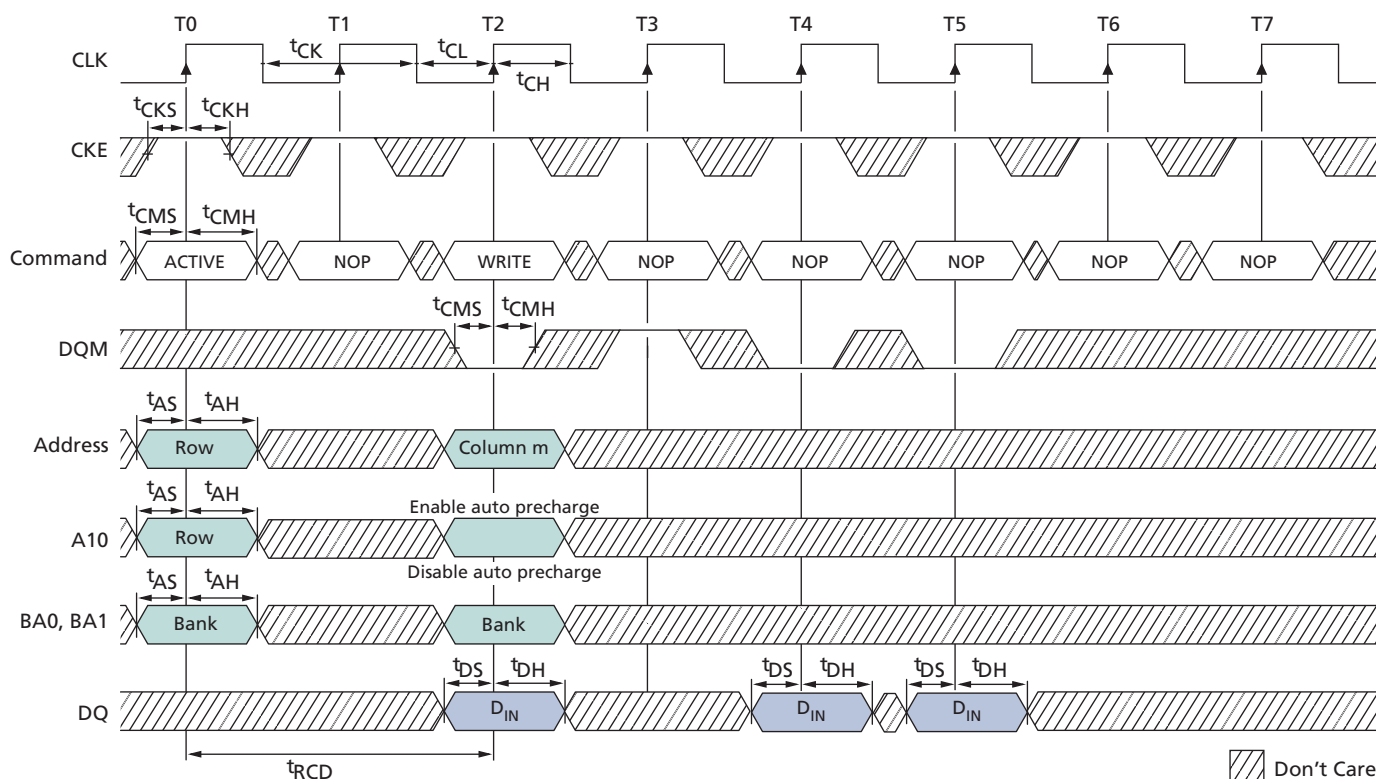 T0 T1 T2 T3 T4 T5 T6 T7
CLK
tCK tCL
tCH
tCKS tCKH
CKE
tCMS tCMH
Command ACTIVE NOP WRITE NOP NOP NOP NOP NOP
tCMS tCMH
DQM
tAS tAH
Address Row Column m
tAS tAH Enable auto precharge
A10 Row
Disable auto precharge
tAS tAH
BA0, BA1 Bank Bank
tDS tDH tDS tDH tDS tDH
DQ DIN DIN DIN
tRCD
Don't Care